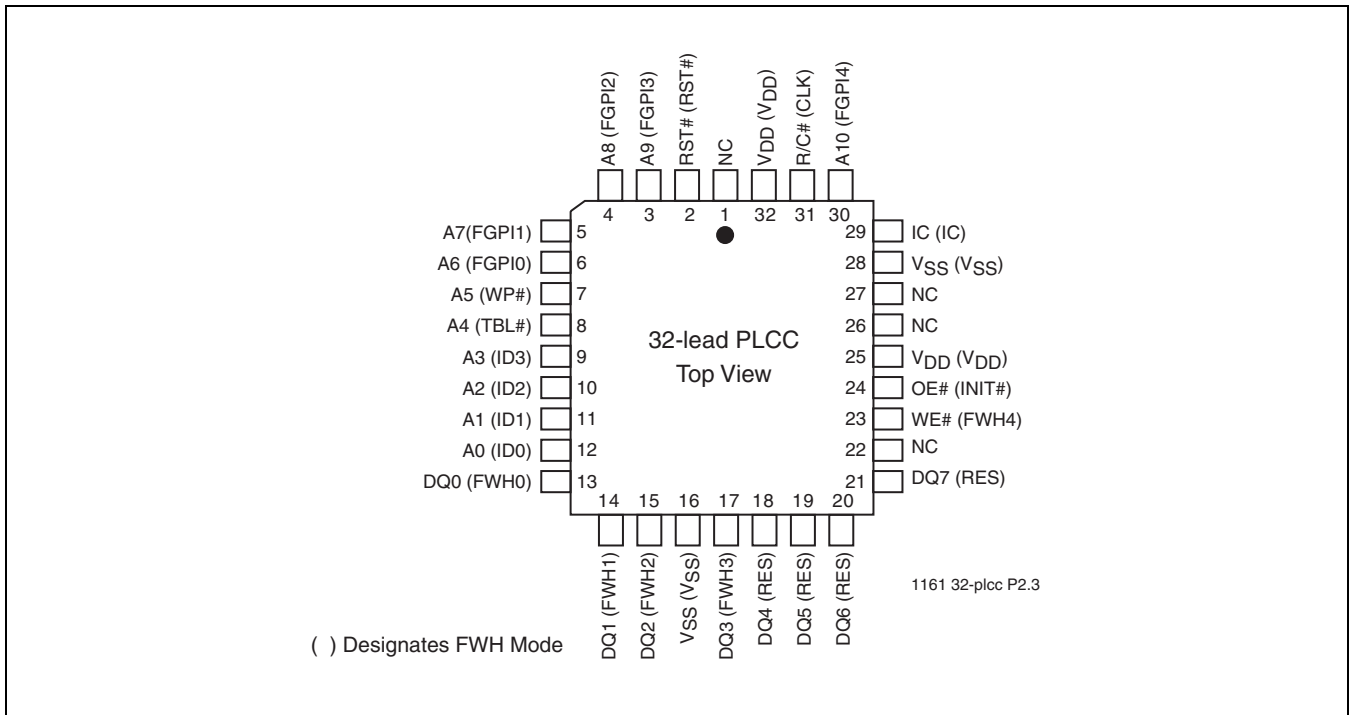 A8 (FGPI2)
A9 (FGPI3)
RST# (RST#)
NC
VDD (VDD)
R/C# (CLK)
A10 (FGPI4)
4 3 2 1 32 31 30
A7(FGPI1) 5
A6 (FGPI0) 6
A5 (WP#) 7
A4 (TBL#) 8
A3 (ID3) 9
A2 (ID2) 10
A1 (ID1) 11
A0 (ID0) 12
DQ0 (FWH0) 13
32-lead PLCC
Top View
29 IC (IC)
28 VSS (VSS)
27 NC
26 NC
25 VDD (VDD)
24 OE# (INIT#)
23 WE# (FWH4)
22 NC
21 DQ7 (RES)
14 15 16 17 18 19 20
DQ1 (FWH1)
DQ2 (FWH2)
VSS (VSS)
DQ3 (FWH3)
DQ4 (RES)
DQ5 (RES)
DQ6 (RES)
1161 32-plcc P2.3
( ) Designates FWH Mode